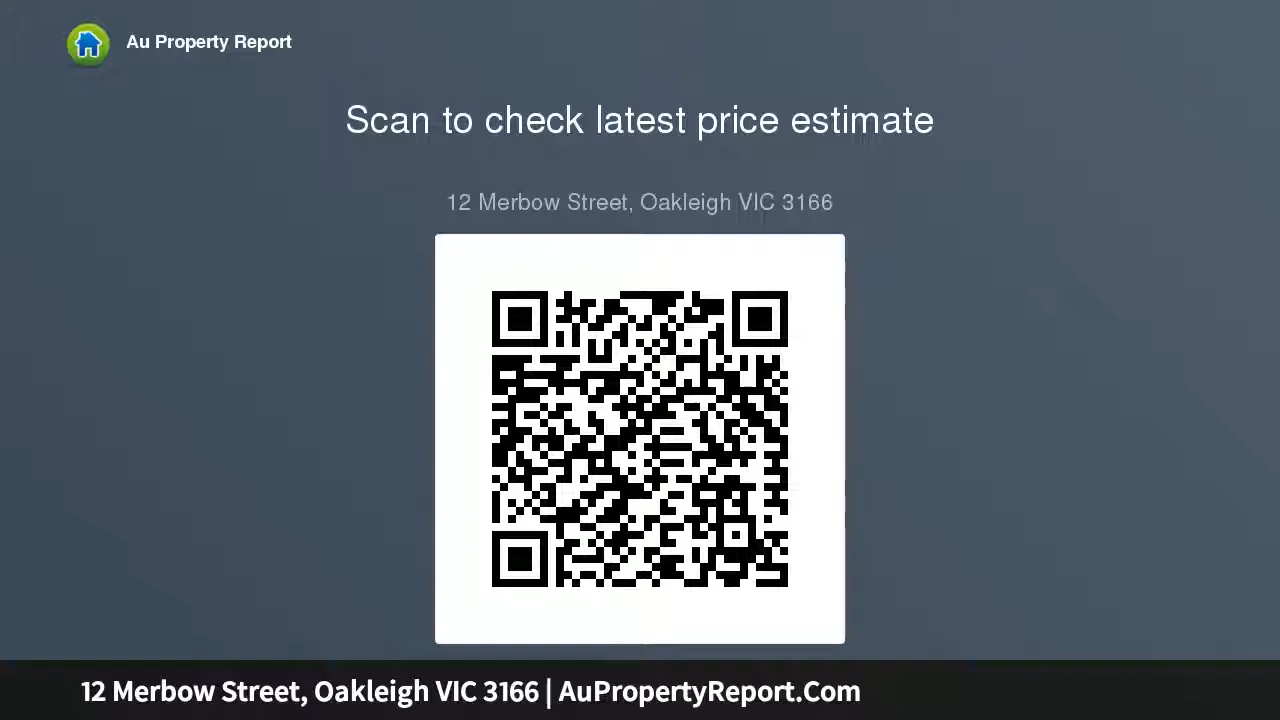 Au Property Report
Scan to check latest price estimate
12 Merbow Street, Oakleigh VIC 3166
12 Merbow Street, Oakleigh VIC 3166 | AuPropertyReport.Com